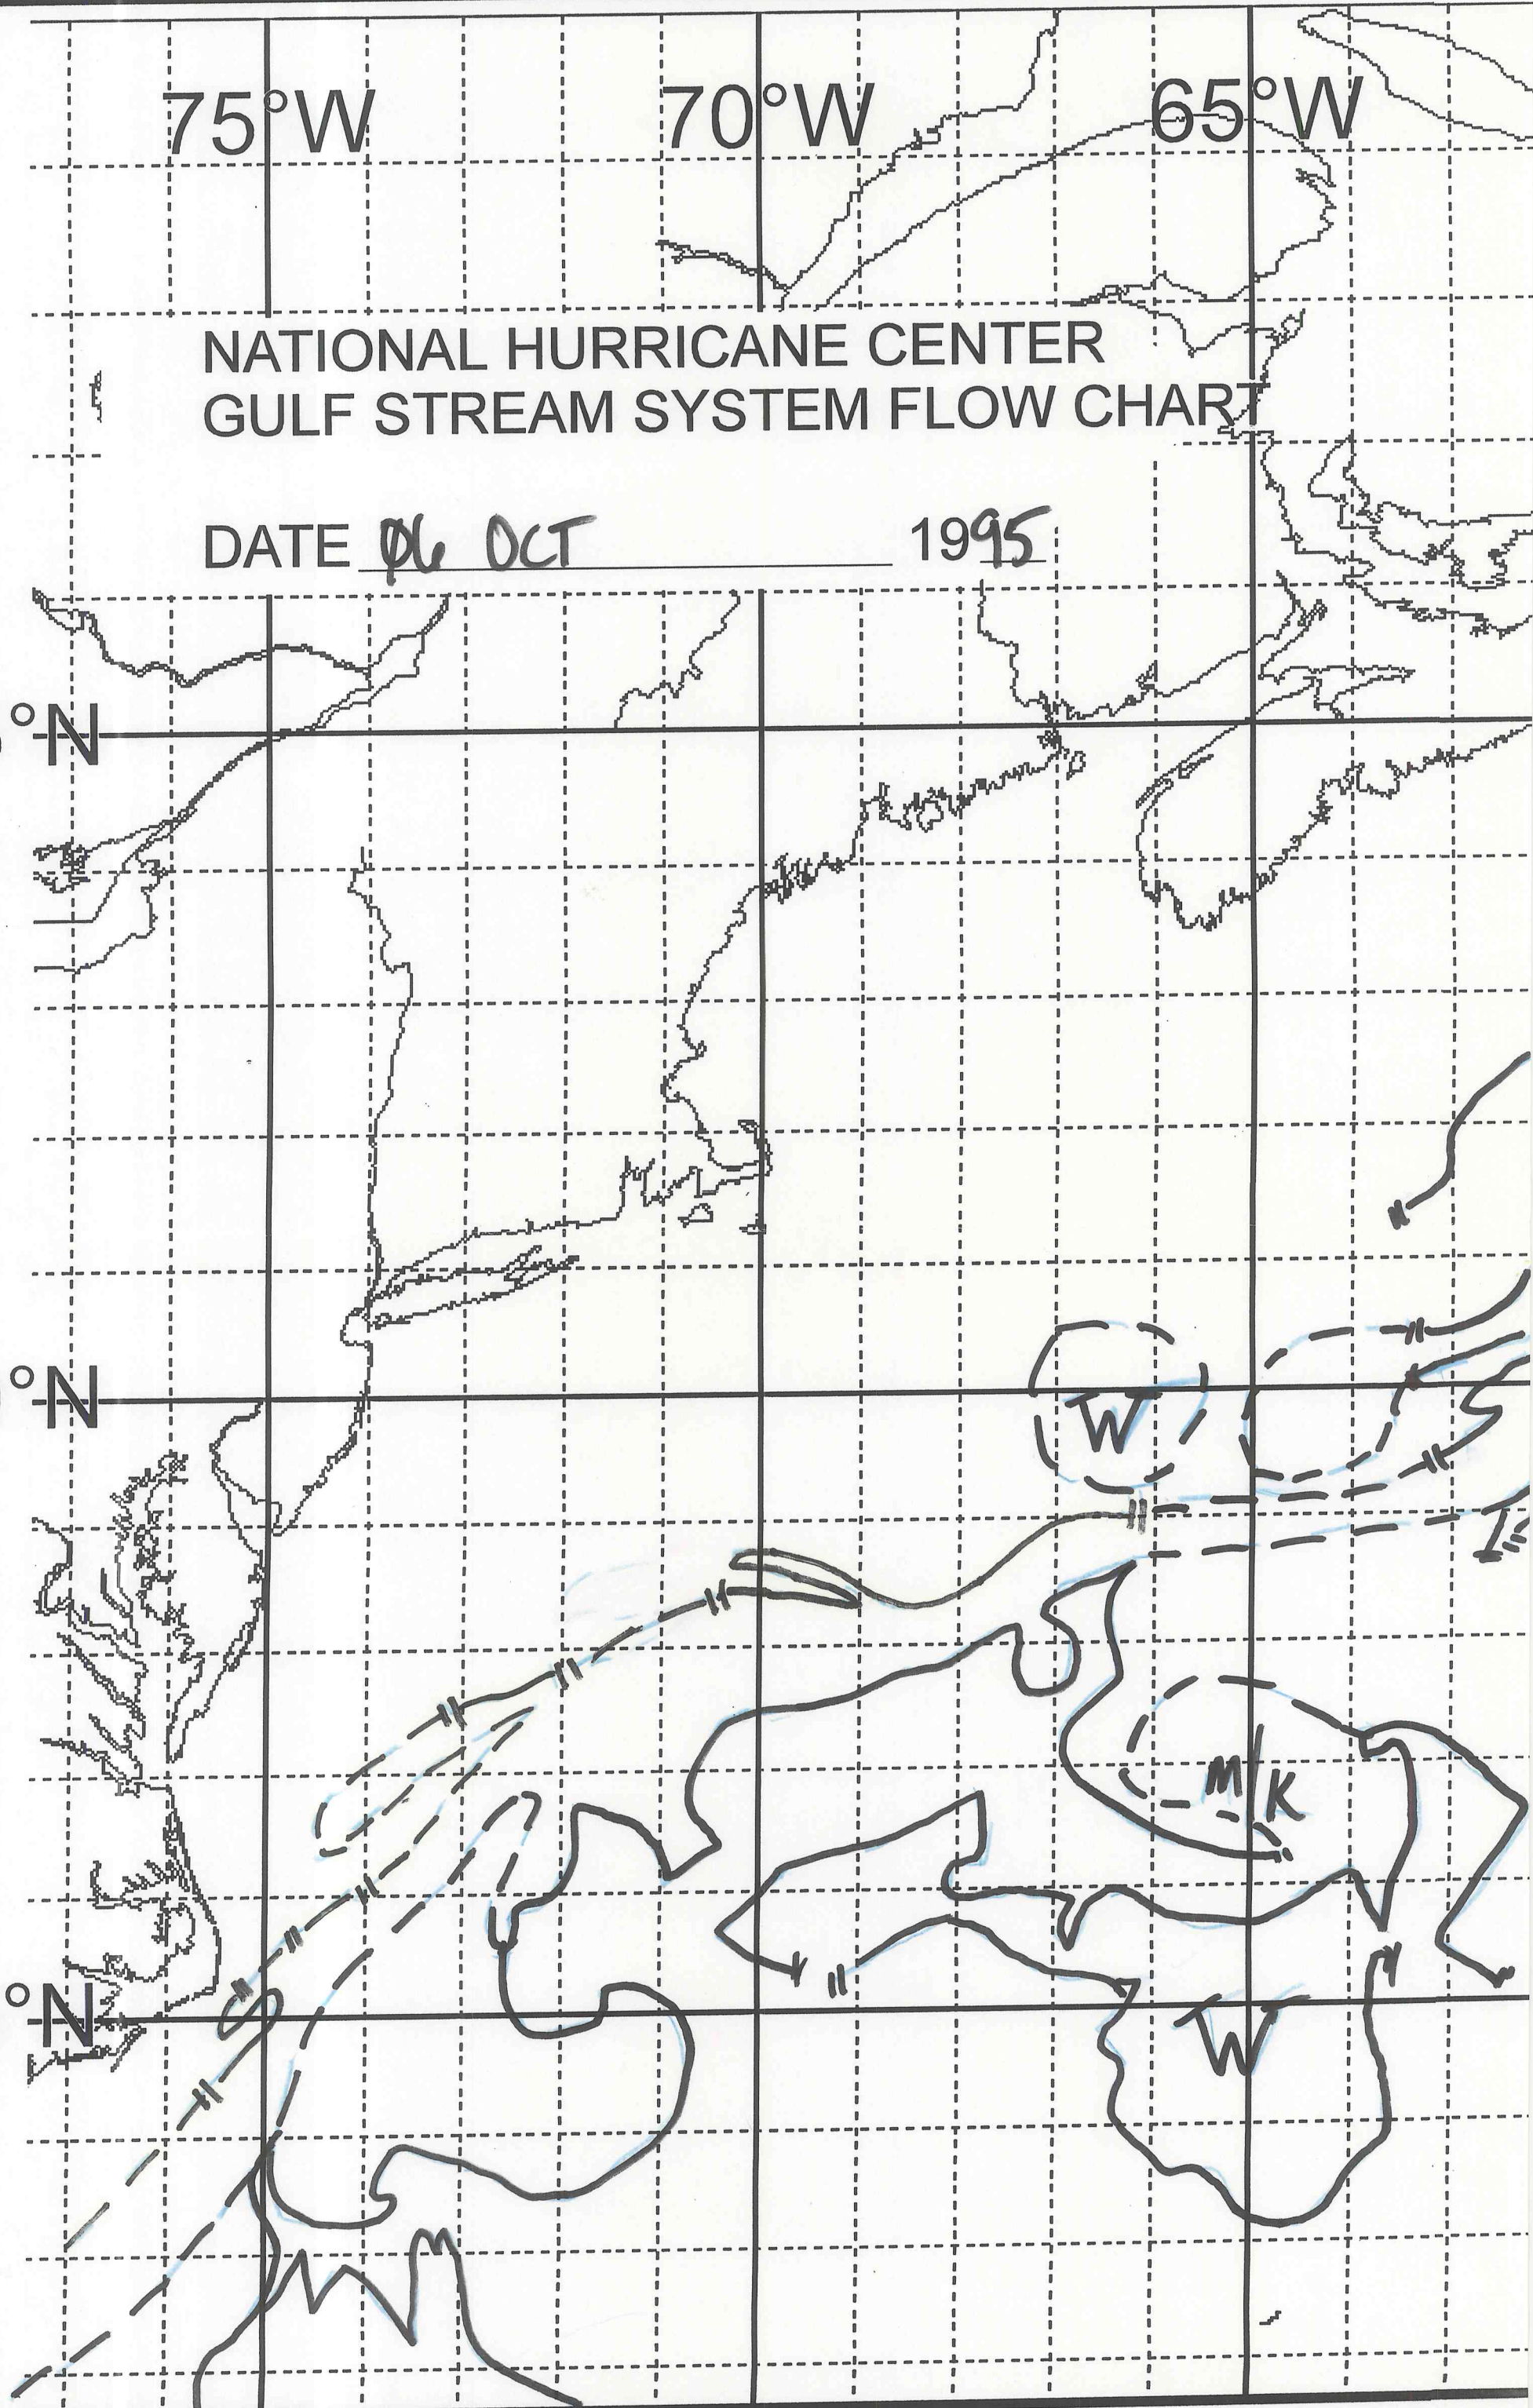 75°W 70°W 65°W
NATIONAL HURRICANE CENTER
GULF STREAM SYSTEM FLOW CHART
DATE 06 OCT 1995
°N
°N
W
M K
°N
W